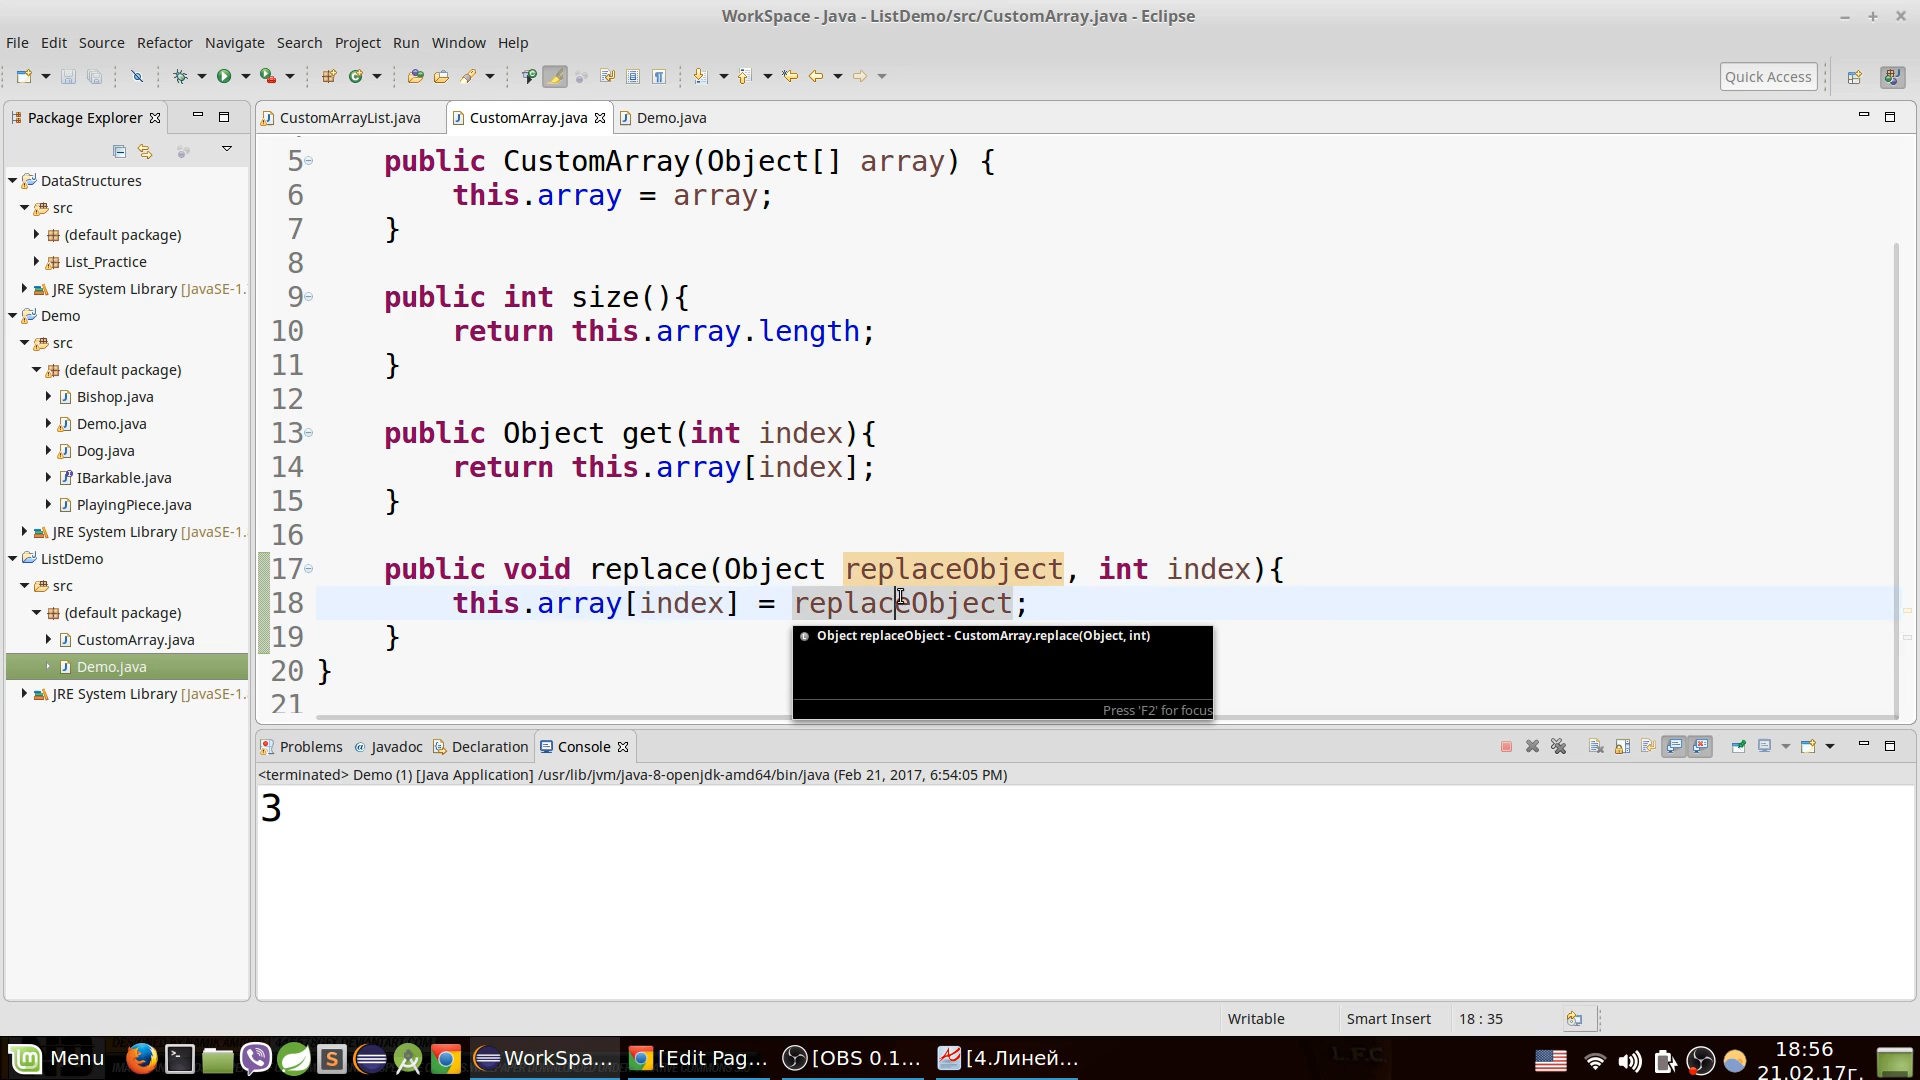 WorkSpace - Java - ListDemo/src/CustomArray.java - Eclipse
File Edit Source Refactor Navigate Search Project Run Window Help
Quick Access
Package Explorer
CustomArrayList.java
CustomArray.java
Demo.java
DataStructures
src
(default package)
List_Practice
JRE System Library [JavaSE-1.
Demo
src
(default package)
Bishop.java
Demo.java
Dog.java
IBarkable.java
PlayingPiece.java
JRE System Library [JavaSE-1.
ListDemo
src
(default package)
CustomArray.java
Demo.java
JRE System Library [JavaSE-1.
5 public CustomArray(Object[] array) {
6 this.array = array;
7 }
8
9 public int size(){
10 return this.array.length;
11 }
12
13 public Object get(int index){
14 return this.array[index];
15 }
16
17 public void replace(Object replaceObject, int index){
18 this.array[index] = replaceObject;
19 }
20 }
21
Object replaceObject - CustomArray.replace(Object, int)
Press 'F2' for focus
Problems @ Javadoc Declaration Console
<terminated> Demo (1) [Java Application] /usr/lib/jvm/java-8-openjdk-amd64/bin/java (Feb 21, 2017, 6:54:05 PM)
3
Writable Smart Insert 18 : 35
Menu WorkSpa... [Edit Pag... [OBS 0.1... [4.Линей...
18:56
21.02.17г.